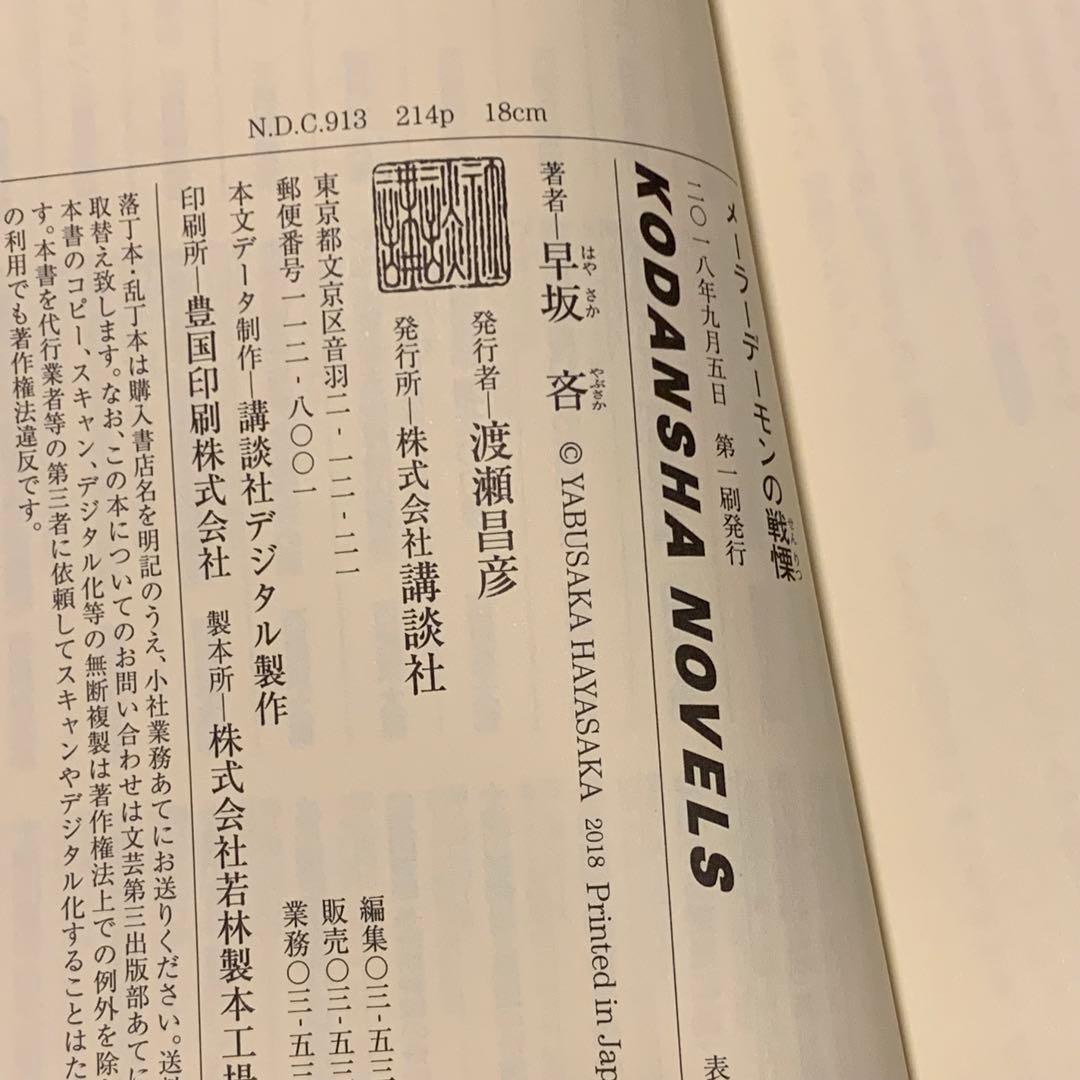 N.D.C.913 214p 18cm
メーラーデーモンの戦慄
せんりつ
二〇一八年九月五日 第一刷発行
KODANSHA NOVELS
表
著者―早坂 吝
はやさか やぶさか
© YABUSAKA HAYASAKA 2018 Printed in Jap
発行者―渡瀬昌彦
発行所―株式会社講談社
東京都文京区音羽二-一二-二一
郵便番号一一二-八〇〇一
編集〇三-五三
販売〇三-五三
業務〇三-五三
本文データ制作―講談社デジタル製作
印刷所―豊国印刷株式会社 製本所―株式会社若林製本工場
落丁本・乱丁本は購入書店名を明記のうえ、小社業務あてにお送りください。送料
取替え致します。なお、この本についてのお問い合わせは文芸第三出版部あてに
本書のコピー、スキャン、デジタル化等の無断複製は著作権法上での例外を除
す。本書を代行業者等の第三者に依頼してスキャンやデジタル化することはた
の利用でも著作権法違反です。